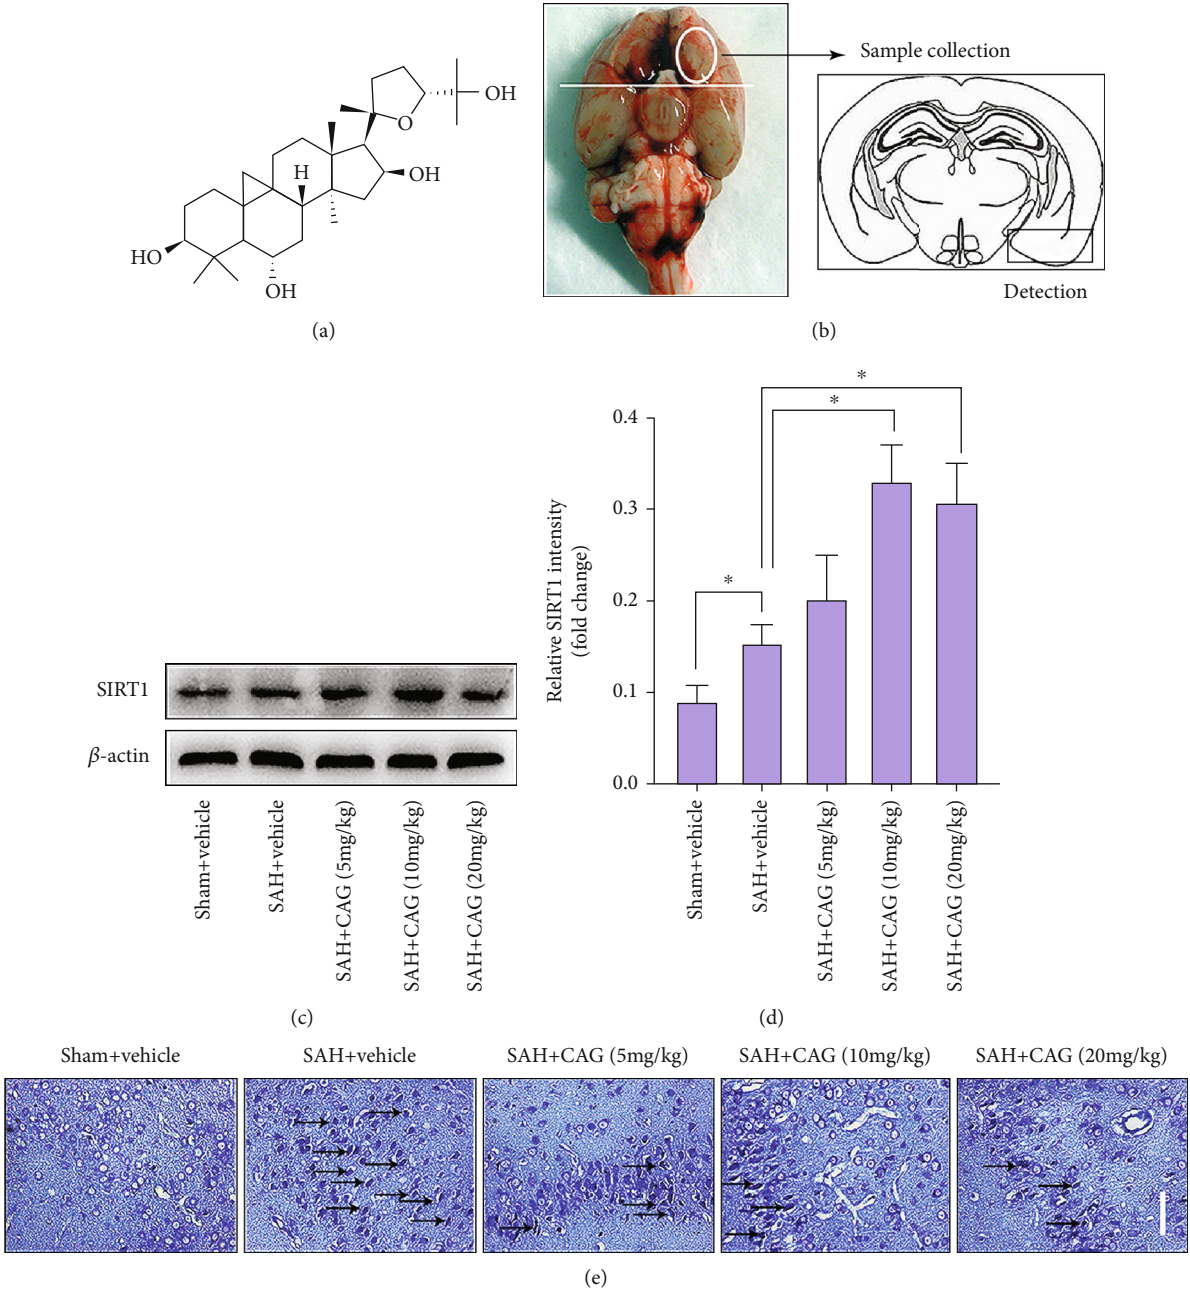 OH
O
H
OH
HO
OH
(a)
Sample collection
Detection
(b)
SIRT1
β-actin
Sham+vehicle
SAH+vehicle
SAH+CAG (5mg/kg)
SAH+CAG (10mg/kg)
SAH+CAG (20mg/kg)
(c)
Relative SIRT1 intensity
(fold change)
0.4
0.3
0.2
0.1
0.0
*
*
*
Sham+vehicle
SAH+vehicle
SAH+CAG (5mg/kg)
SAH+CAG (10mg/kg)
SAH+CAG (20mg/kg)
(d)
Sham+vehicle
SAH+vehicle
SAH+CAG (5mg/kg)
SAH+CAG (10mg/kg)
SAH+CAG (20mg/kg)
(e)